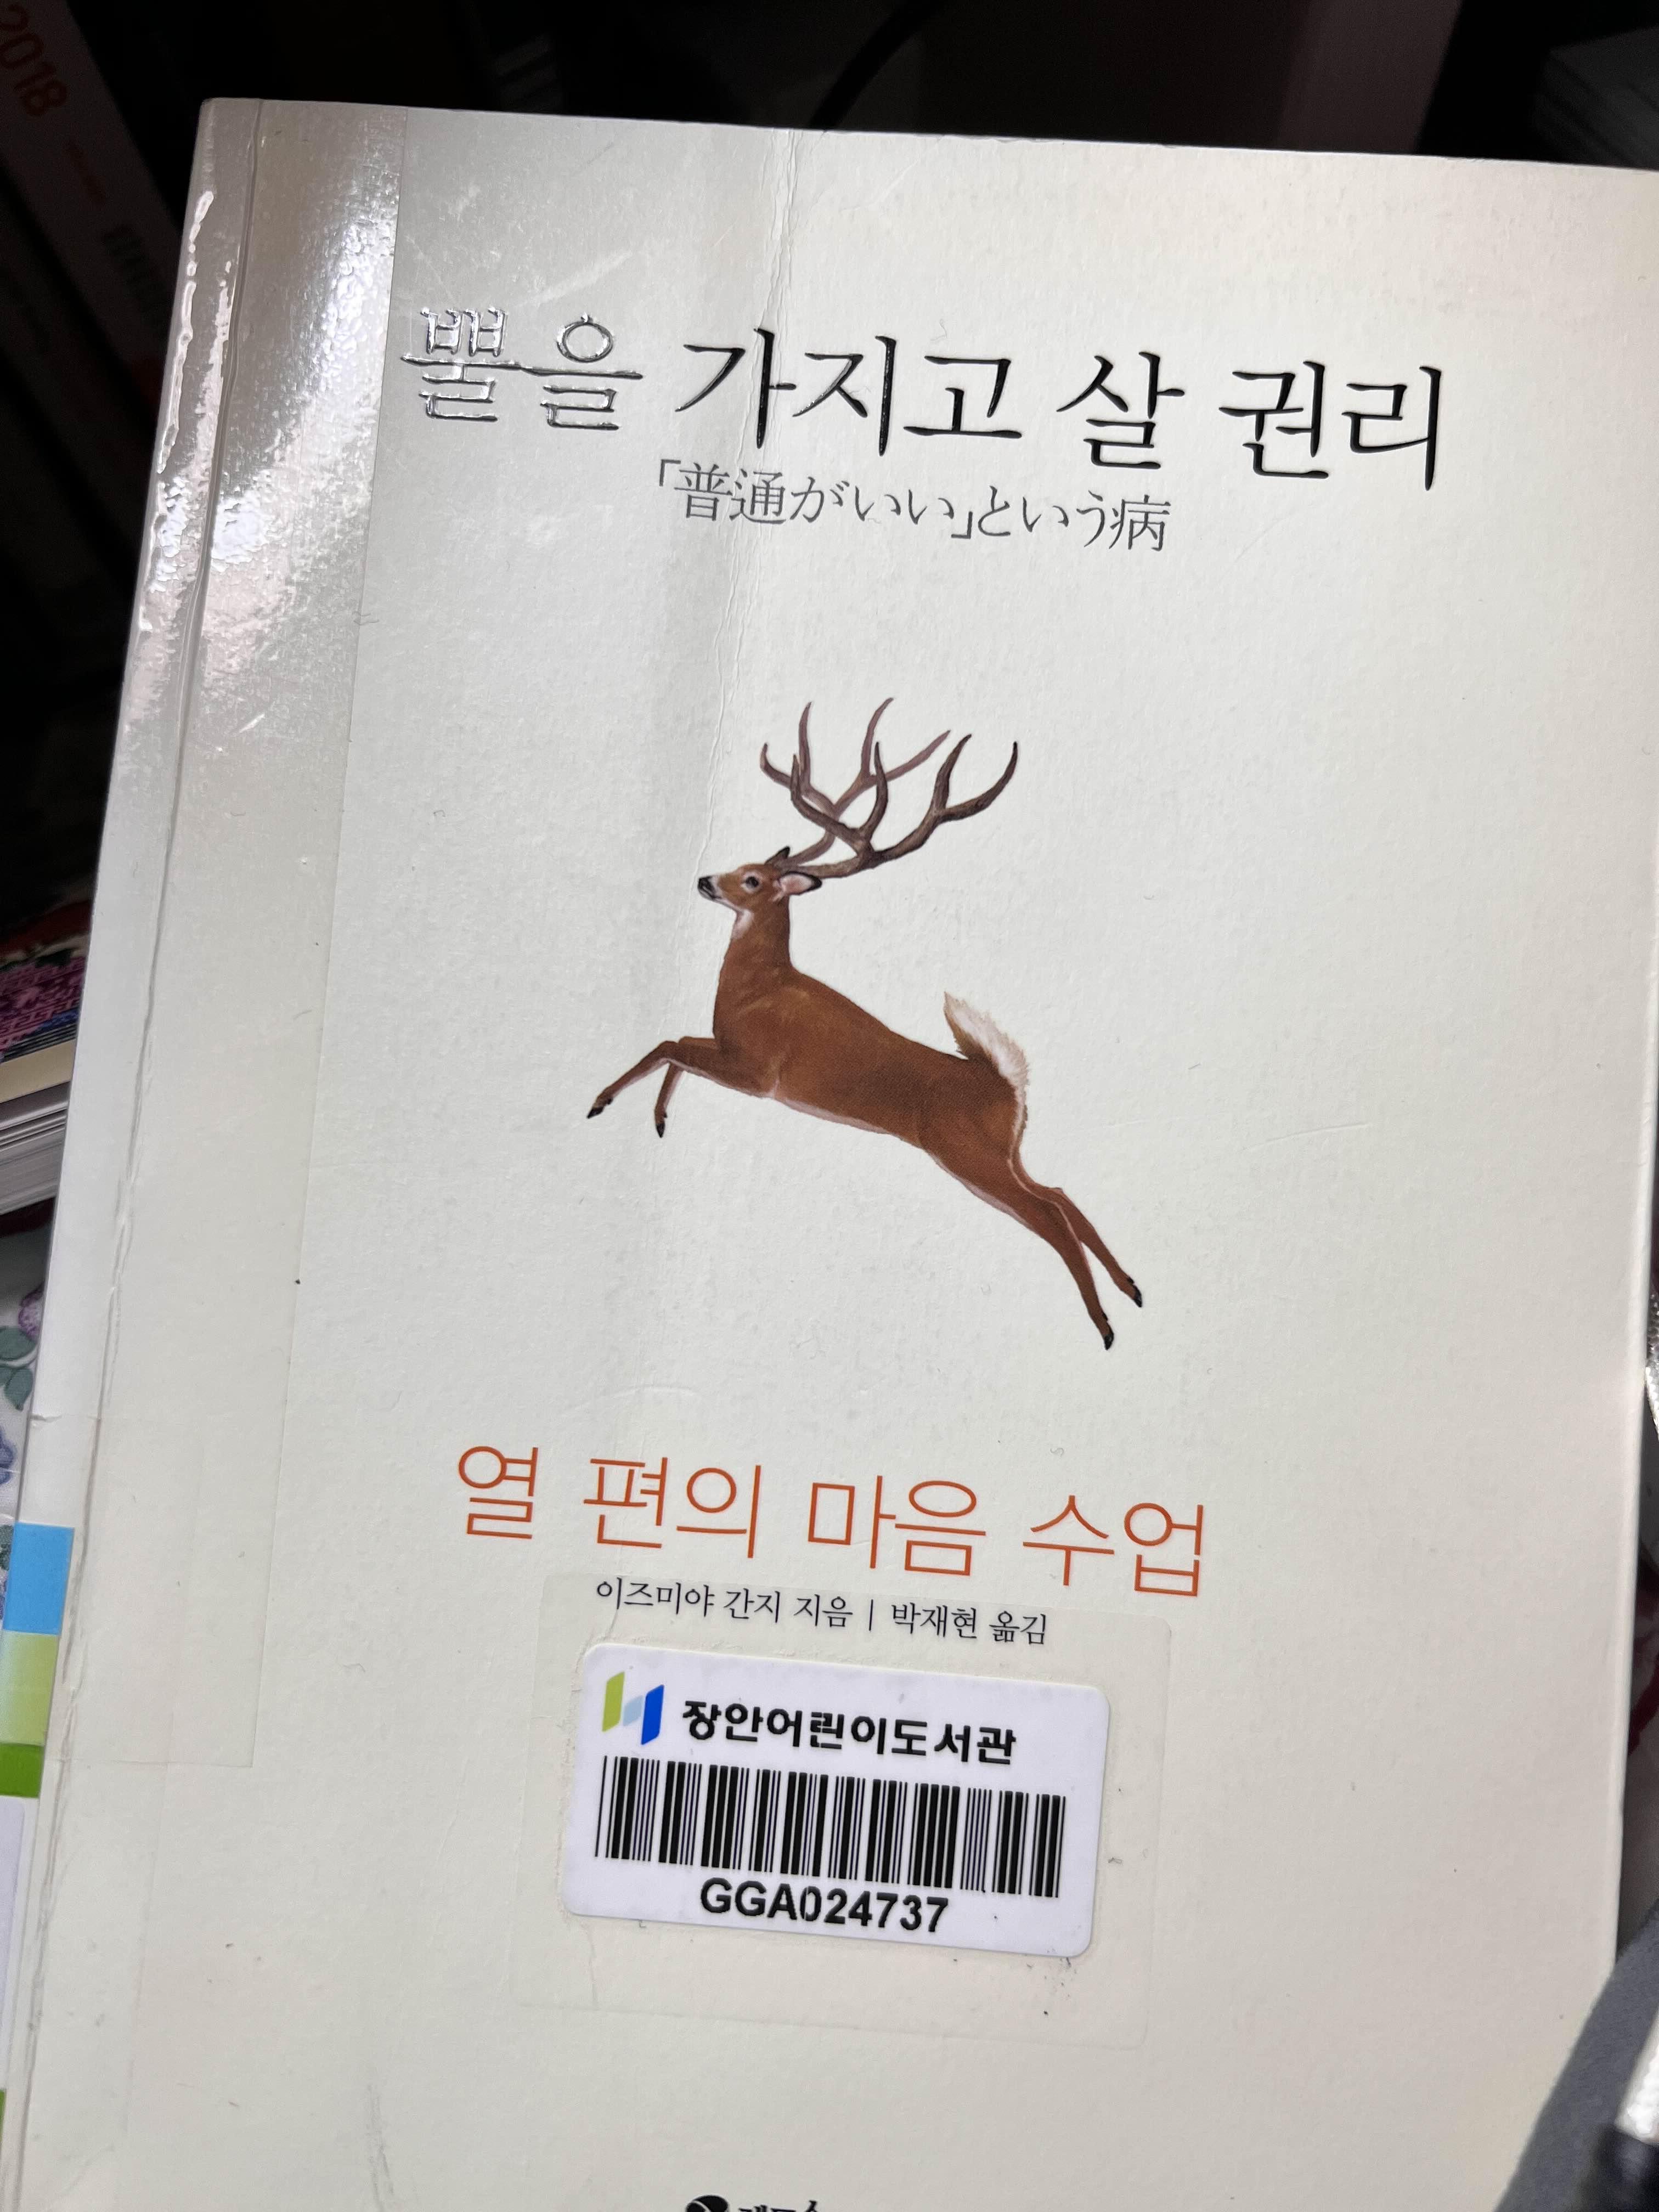 2018
뿔을 가지고 살 권리
「普通がいい」という病
열 편의 마음 수업
이즈미야 간지 지음 | 박재현 옮김
장안어린이도서관
GGA024737